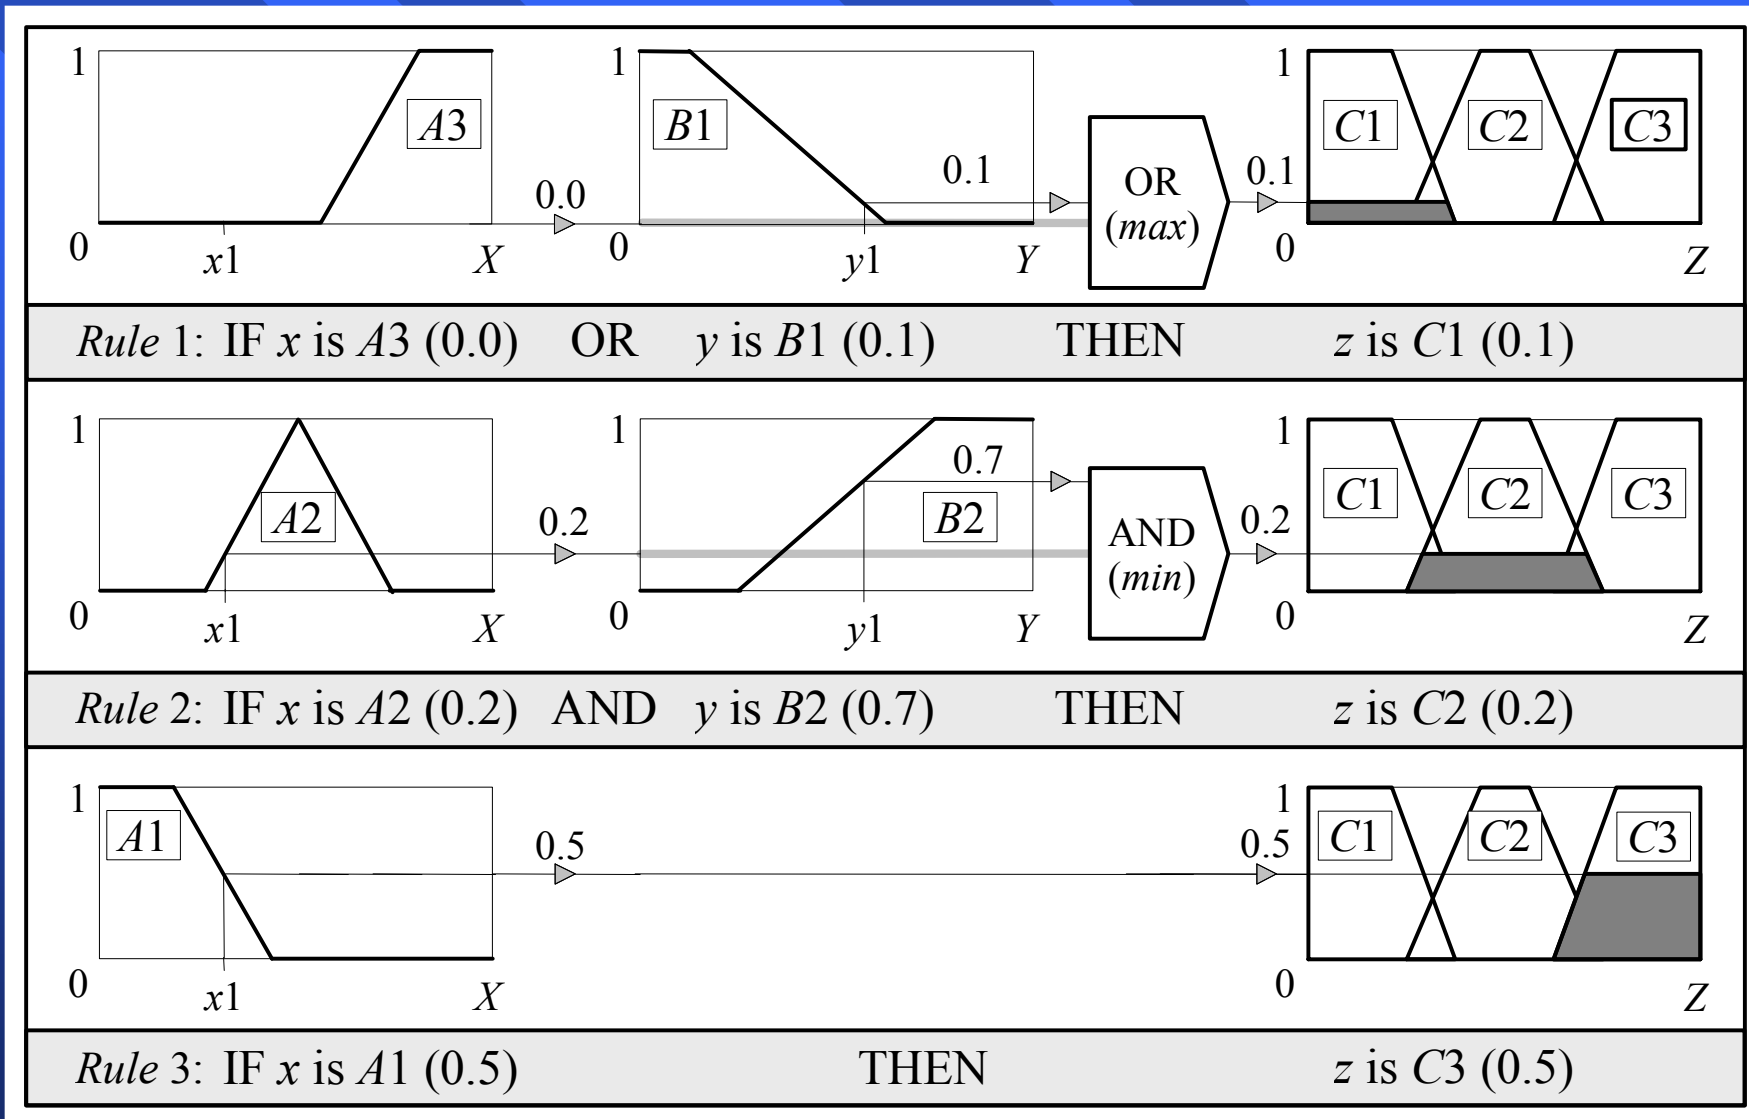 1 A3 0.0 1 B1 0.1 OR (max) 0.1 1 C1 C2 C3
0 x1 X 0 y1 Y 0 Z
Rule 1: IF x is A3 (0.0) OR y is B1 (0.1) THEN z is C1 (0.1)
1 A2 0.2 1 0.7 B2 AND (min) 0.2 1 C1 C2 C3
0 x1 X 0 y1 Y 0 Z
Rule 2: IF x is A2 (0.2) AND y is B2 (0.7) THEN z is C2 (0.2)
1 A1 0.5 0.5 1 C1 C2 C3
0 x1 X 0 Z
Rule 3: IF x is A1 (0.5) THEN z is C3 (0.5)